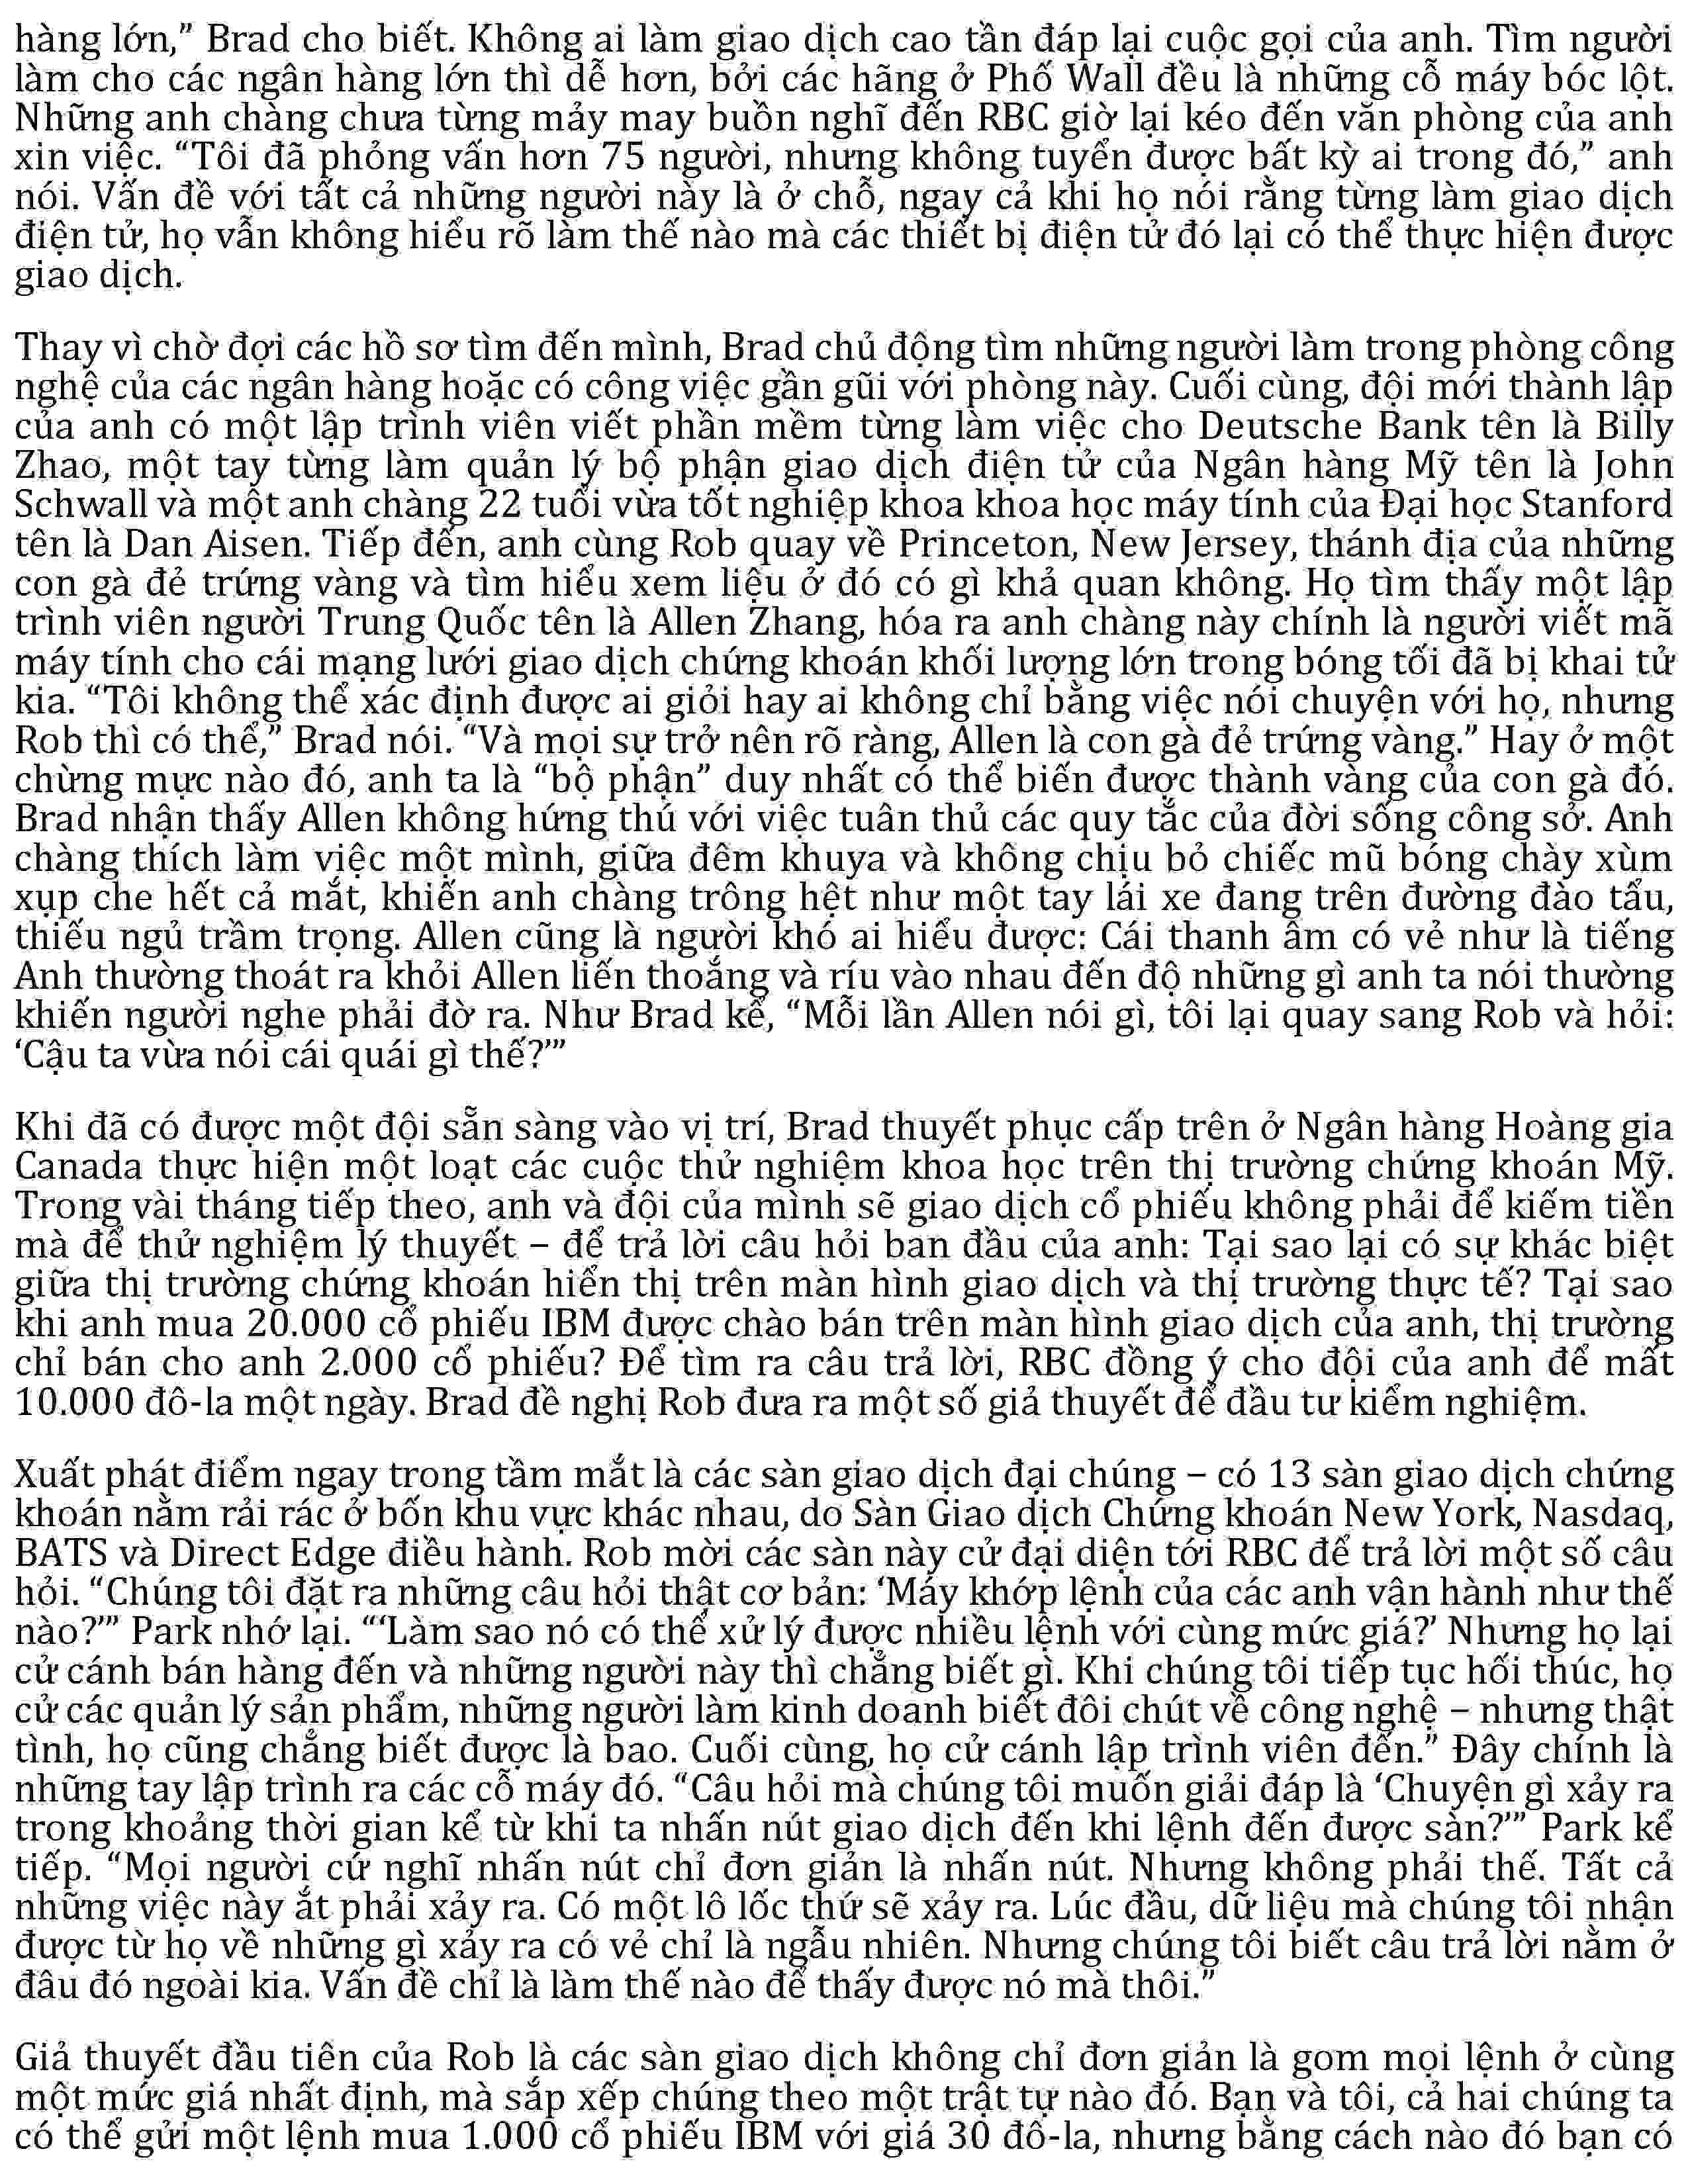 hàng lớn,” Brad cho biết. Không ai làm giao dịch cao tần đáp lại cuộc gọi của anh. Tìm người
làm cho các ngân hàng lớn thì dễ hơn, bởi các hãng ở Phố Wall đều là những cỗ máy bóc lột.
Những anh chàng chưa từng mảy may buồn nghĩ đến RBC giờ lại kéo đến văn phòng của anh
xin việc. “Tôi đã phỏng vấn hơn 75 người, nhưng không tuyển được bất kỳ ai trong đó,” anh
nói. Vấn đề với tất cả những người này là ở chỗ, ngay cả khi họ nói rằng từng làm giao dịch
điện tử, họ vẫn không hiểu rõ làm thế nào mà các thiết bị điện tử đó lại có thể thực hiện được
giao dịch.
Thay vì chờ đợi các hồ sơ tìm đến mình, Brad chủ động tìm những người làm trong phòng công
nghệ của các ngân hàng hoặc có công việc gần gũi với phòng này. Cuối cùng, đội mới thành lập
của anh có một lập trình viên viết phần mềm từng làm việc cho Deutsche Bank tên là Billy
Zhao, một tay từng làm quản lý bộ phận giao dịch điện tử của Ngân hàng Mỹ tên là John
Schwall và một anh chàng 22 tuổi vừa tốt nghiệp khoa khoa học máy tính của Đại học Stanford
tên là Dan Aisen. Tiếp đến, anh cùng Rob quay về Princeton, New Jersey, thánh địa của những
con gà đẻ trứng vàng và tìm hiểu xem liệu ở đó có gì khả quan không. Họ tìm thấy một lập
trình viên người Trung Quốc tên là Allen Zhang, hóa ra anh chàng này chính là người viết mã
máy tính cho cái mạng lưới giao dịch chứng khoán khối lượng lớn trong bóng tối đã bị khai tử
kia. “Tôi không thể xác định được ai giỏi hay ai không chỉ bằng việc nói chuyện với họ, nhưng
Rob thì có thể,” Brad nói. “Và mọi sự trở nên rõ ràng, Allen là con gà đẻ trứng vàng.” Hay ở một
chừng mực nào đó, anh ta là “bộ phận” duy nhất có thể biến được thành vàng của con gà đó.
Brad nhận thấy Allen không hứng thú với việc tuân thủ các quy tắc của đời sống công sở. Anh
chàng thích làm việc một mình, giữa đêm khuya và không chịu bỏ chiếc mũ bóng chày xùm
xụp che hết cả mắt, khiến anh chàng trông hệt như một tay lái xe đang trên đường đào tẩu,
thiếu ngủ trầm trọng. Allen cũng là người khó ai hiểu được: Cái thanh âm có vẻ như là tiếng
Anh thường thoát ra khỏi Allen liến thoắng và ríu vào nhau đến độ những gì anh ta nói thường
khiến người nghe phải đờ ra. Như Brad kể, “Mỗi lần Allen nói gì, tôi lại quay sang Rob và hỏi:
‘Cậu ta vừa nói cái quái gì thế?’”
Khi đã có được một đội sẵn sàng vào vị trí, Brad thuyết phục cấp trên ở Ngân hàng Hoàng gia
Canada thực hiện một loạt các cuộc thử nghiệm khoa học trên thị trường chứng khoán Mỹ.
Trong vài tháng tiếp theo, anh và đội của mình sẽ giao dịch cổ phiếu không phải để kiếm tiền
mà để thử nghiệm lý thuyết – để trả lời câu hỏi ban đầu của anh: Tại sao lại có sự khác biệt
giữa thị trường chứng khoán hiển thị trên màn hình giao dịch và thị trường thực tế? Tại sao
khi anh mua 20.000 cổ phiếu IBM được chào bán trên màn hình giao dịch của anh, thị trường
chỉ bán cho anh 2.000 cổ phiếu? Để tìm ra câu trả lời, RBC đồng ý cho đội của anh để mất
10.000 đô-la một ngày. Brad đề nghị Rob đưa ra một số giả thuyết để đầu tư kiểm nghiệm.
Xuất phát điểm ngay trong tầm mắt là các sàn giao dịch đại chúng – có 13 sàn giao dịch chứng
khoán nằm rải rác ở bốn khu vực khác nhau, do Sàn Giao dịch Chứng khoán New York, Nasdaq,
BATS và Direct Edge điều hành. Rob mời các sàn này cử đại diện tới RBC để trả lời một số câu
hỏi. “Chúng tôi đặt ra những câu hỏi thật cơ bản: ‘Máy khớp lệnh của các anh vận hành như thế
nào?’” Park nhớ lại. “‘Làm sao nó có thể xử lý được nhiều lệnh với cùng mức giá?’ Nhưng họ lại
cử cánh bán hàng đến và những người này thì chẳng biết gì. Khi chúng tôi tiếp tục hối thúc, họ
cử các quản lý sản phẩm, những người làm kinh doanh biết đôi chút về công nghệ – nhưng thật
tình, họ cũng chẳng biết được là bao. Cuối cùng, họ cử cánh lập trình viên đến.” Đây chính là
những tay lập trình ra các cỗ máy đó. “Câu hỏi mà chúng tôi muốn giải đáp là ‘Chuyện gì xảy ra
trong khoảng thời gian kể từ khi ta nhấn nút giao dịch đến khi lệnh đến được sàn?’” Park kể
tiếp. “Mọi người cứ nghĩ nhấn nút chỉ đơn giản là nhấn nút. Nhưng không phải thế. Tất cả
những việc này ắt phải xảy ra. Có một lô lốc thứ sẽ xảy ra. Lúc đầu, dữ liệu mà chúng tôi nhận
được từ họ về những gì xảy ra có vẻ chỉ là ngẫu nhiên. Nhưng chúng tôi biết câu trả lời nằm ở
đâu đó ngoài kia. Vấn đề chỉ là làm thế nào để thấy được nó mà thôi.”
Giả thuyết đầu tiên của Rob là các sàn giao dịch không chỉ đơn giản là gom mọi lệnh ở cùng
một mức giá nhất định, mà sắp xếp chúng theo một trật tự nào đó. Bạn và tôi, cả hai chúng ta
có thể gửi một lệnh mua 1.000 cổ phiếu IBM với giá 30 đô-la, nhưng bằng cách nào đó bạn có